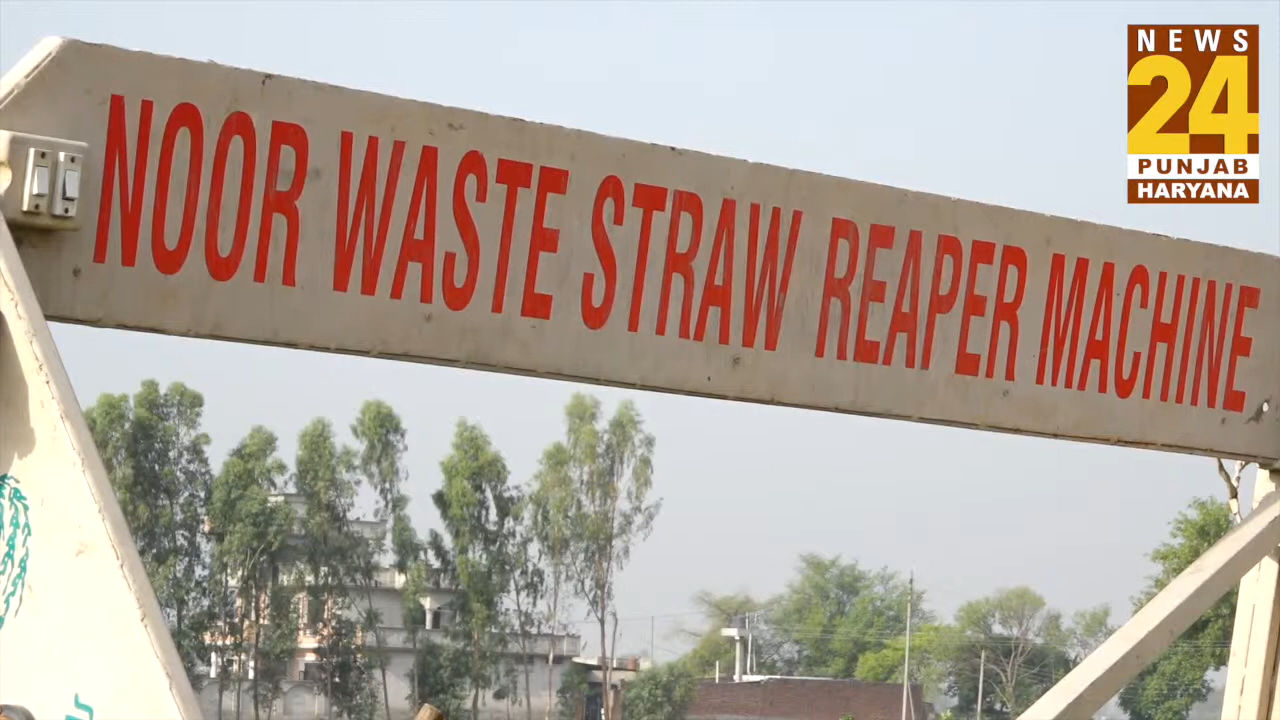 NOOR WASTE STRAW REAPER MACHINE
NEWS
24
PUNJAB
HARYANA